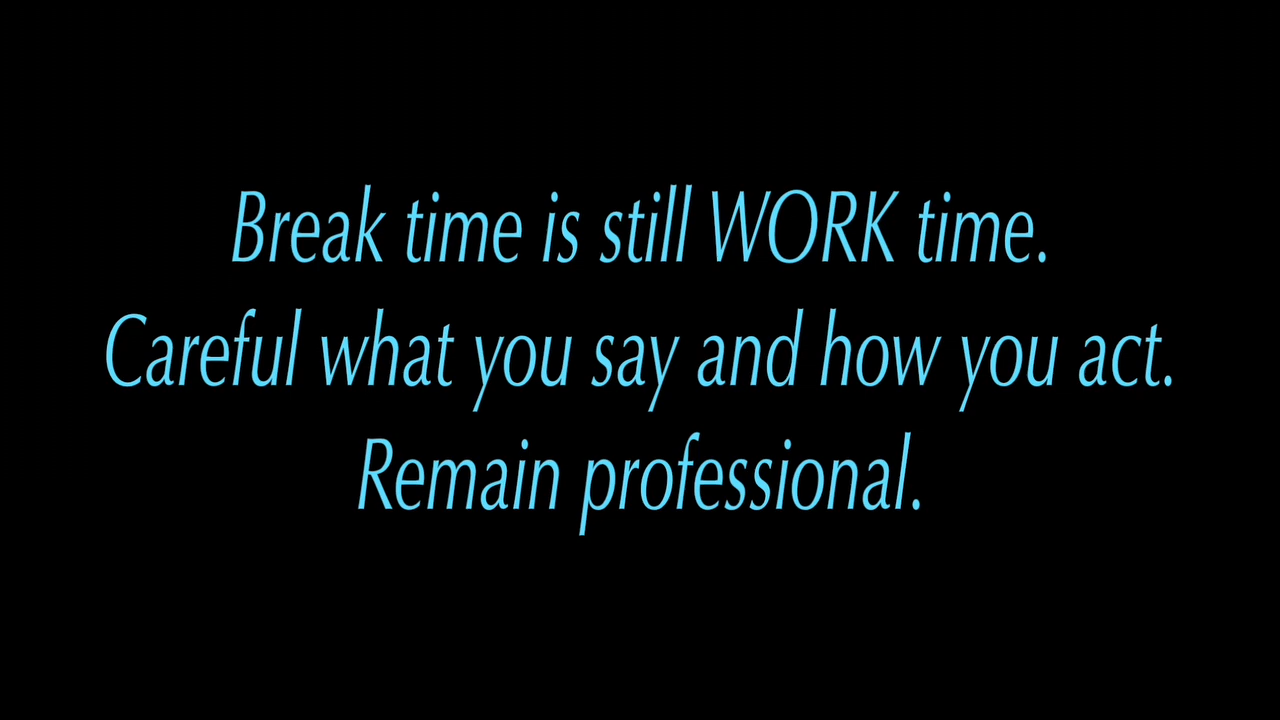 Break time is still WORK time.
Careful what you say and how you act.
Remain professional.